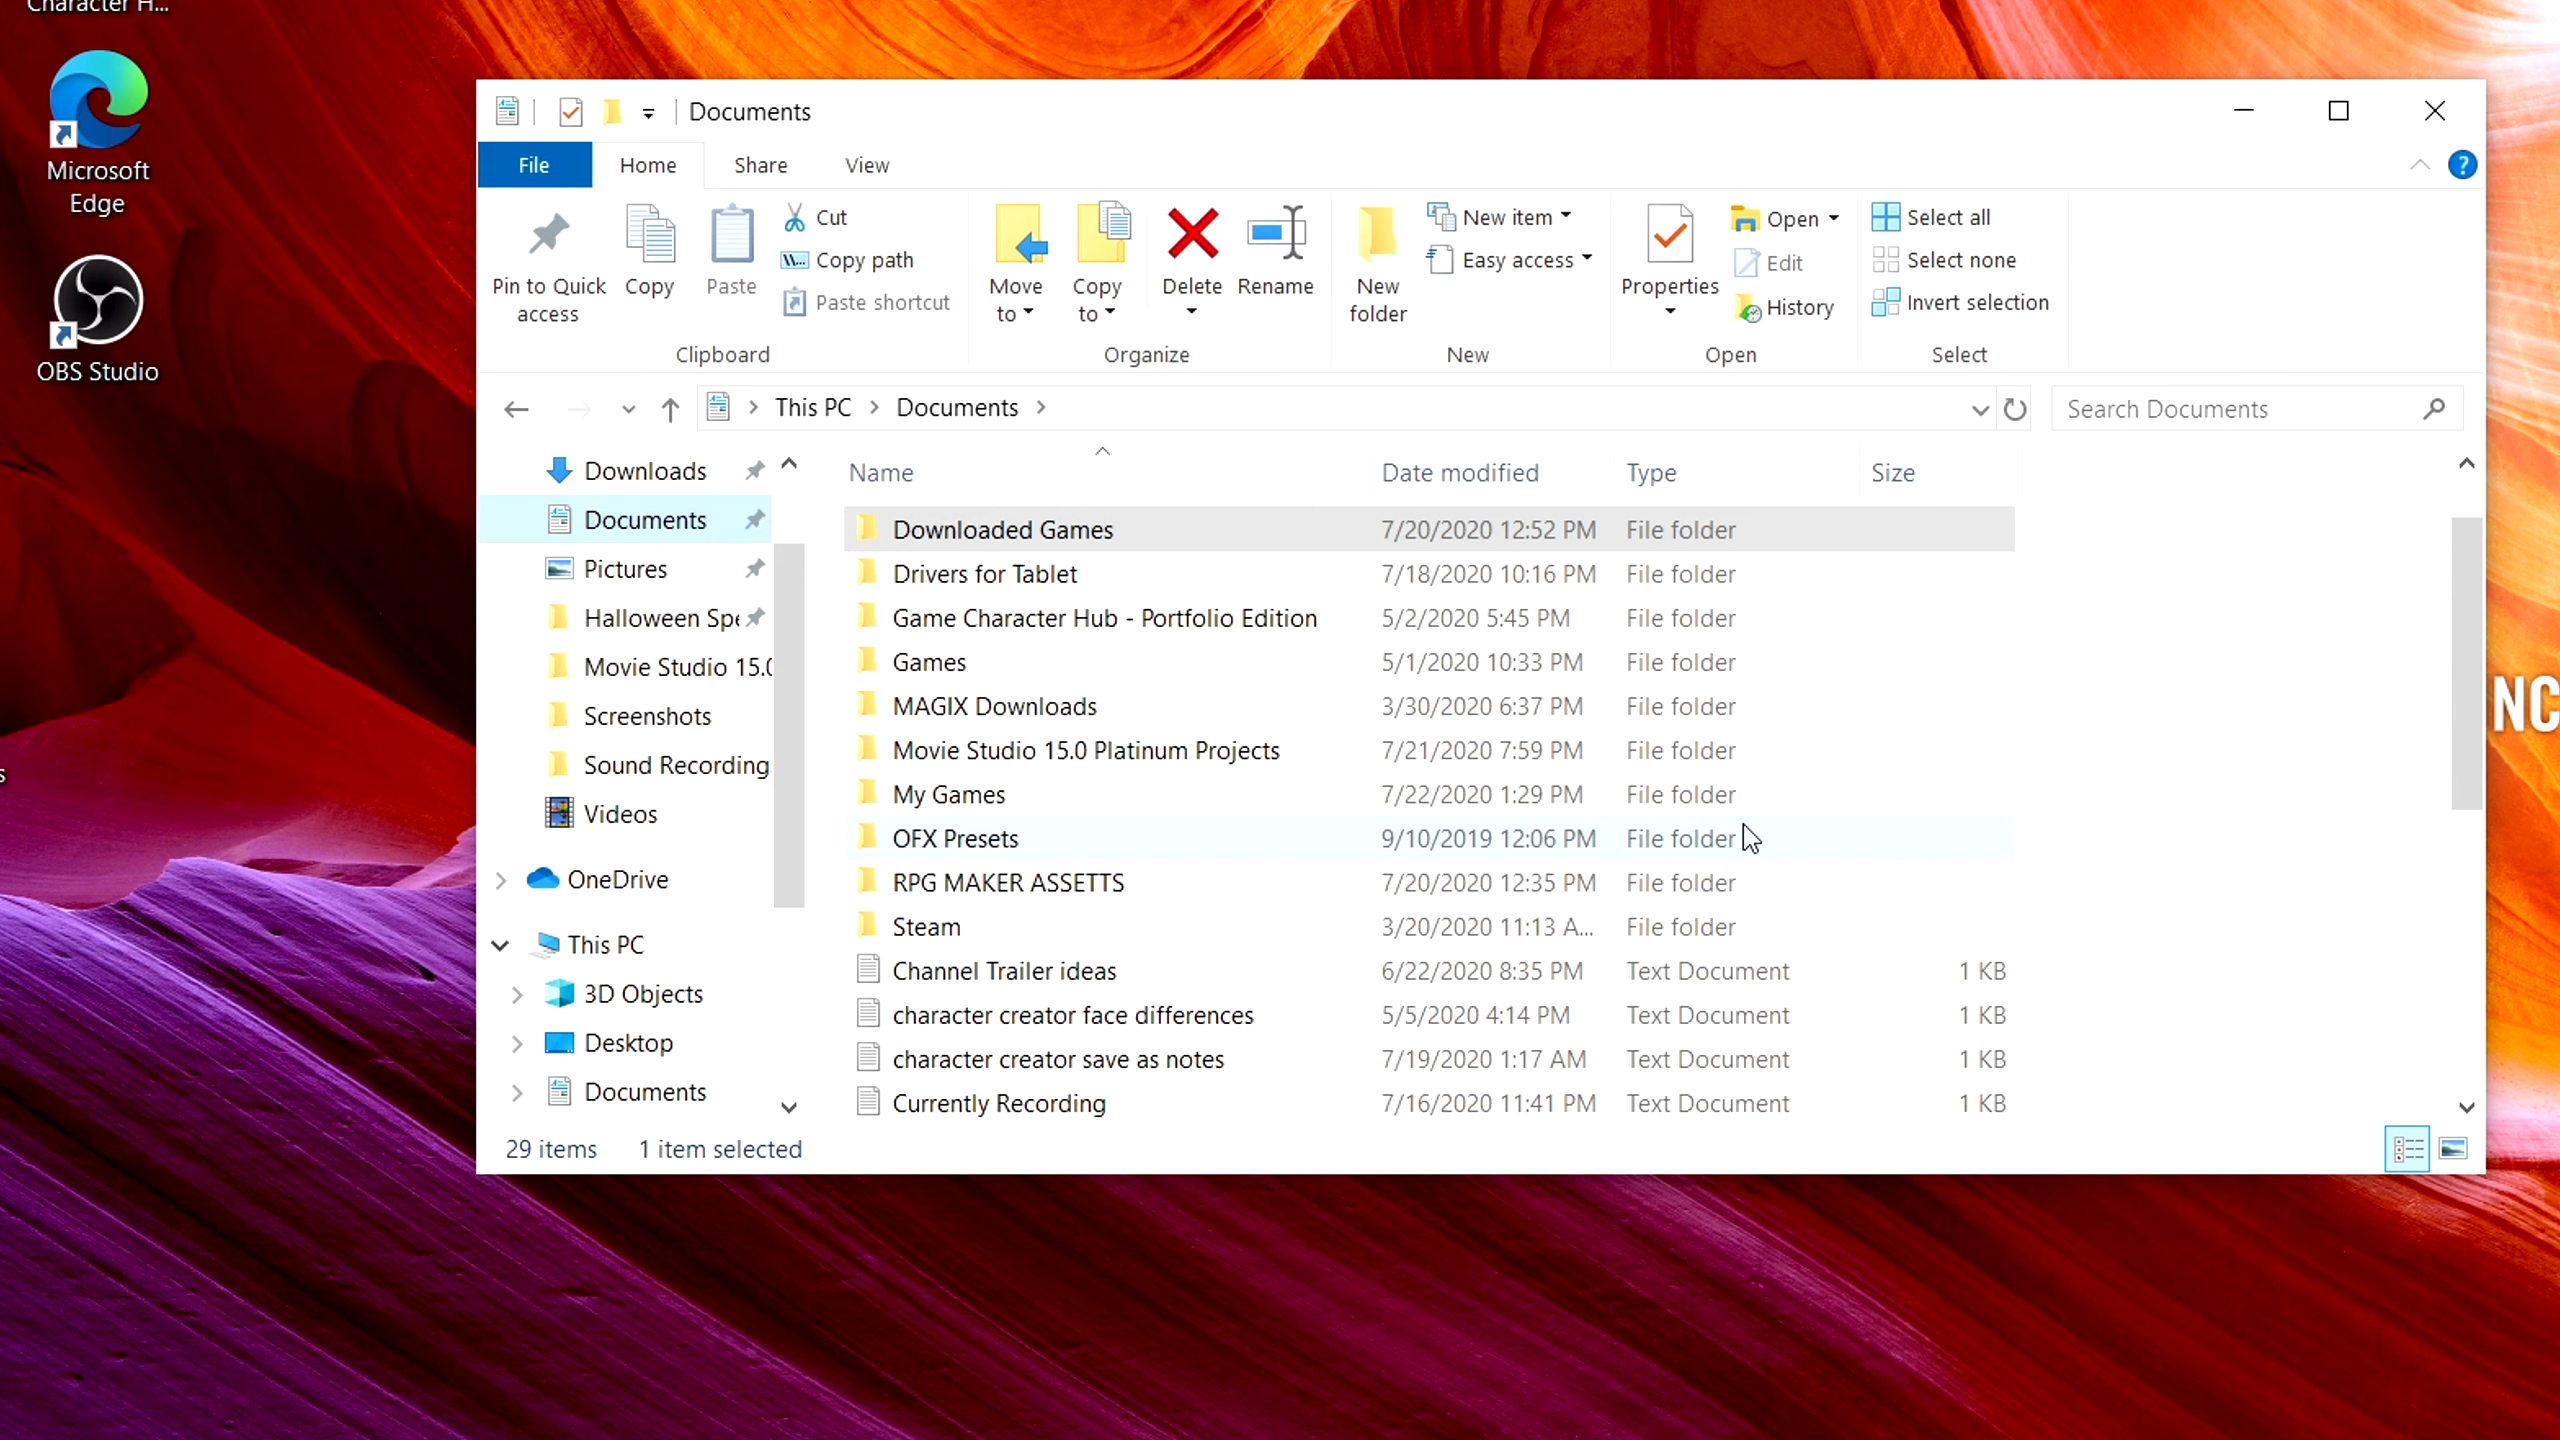 Character H...
Microsoft
Edge
OBS Studio
s
Documents
File
Home
Share
View
Pin to Quick
access
Copy
Paste
Cut
Copy path
Paste shortcut
Clipboard
Move
to
Copy
to
Delete
Rename
Organize
New
folder
New item
Easy access
New
Properties
Open
Edit
History
Open
Select all
Select none
Invert selection
Select
This PC
Documents
Search Documents
Downloads
Documents
Pictures
Halloween Spe
Movie Studio 15.0
Screenshots
Sound Recording
Videos
OneDrive
This PC
3D Objects
Desktop
Documents
Name Date modified Type Size
Downloaded Games 7/20/2020 12:52 PM File folder
Drivers for Tablet 7/18/2020 10:16 PM File folder
Game Character Hub - Portfolio Edition 5/2/2020 5:45 PM File folder
Games 5/1/2020 10:33 PM File folder
MAGIX Downloads 3/30/2020 6:37 PM File folder
Movie Studio 15.0 Platinum Projects 7/21/2020 7:59 PM File folder
My Games 7/22/2020 1:29 PM File folder
OFX Presets 9/10/2019 12:06 PM File folder
RPG MAKER ASSETTS 7/20/2020 12:35 PM File folder
Steam 3/20/2020 11:13 A... File folder
Channel Trailer ideas 6/22/2020 8:35 PM Text Document 1 KB
character creator face differences 5/5/2020 4:14 PM Text Document 1 KB
character creator save as notes 7/19/2020 1:17 AM Text Document 1 KB
Currently Recording 7/16/2020 11:41 PM Text Document 1 KB
29 items 1 item selected
NC